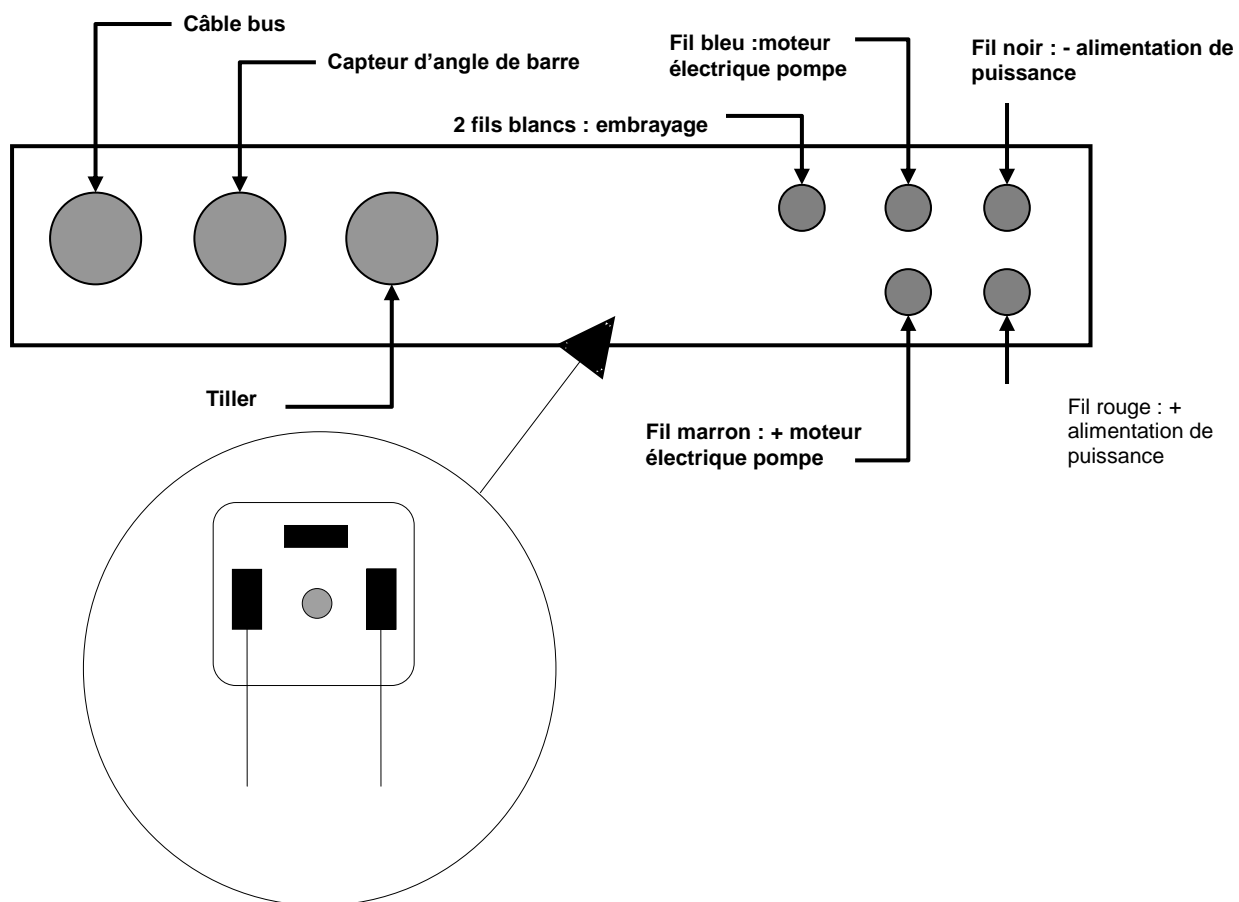 Câble bus
Capteur d’angle de barre
Fil bleu :moteur
électrique pompe
Fil noir : - alimentation de
puissance
2 fils blancs : embrayage
Tiller
Fil marron : + moteur
électrique pompe
Fil rouge : +
alimentation de
puissance